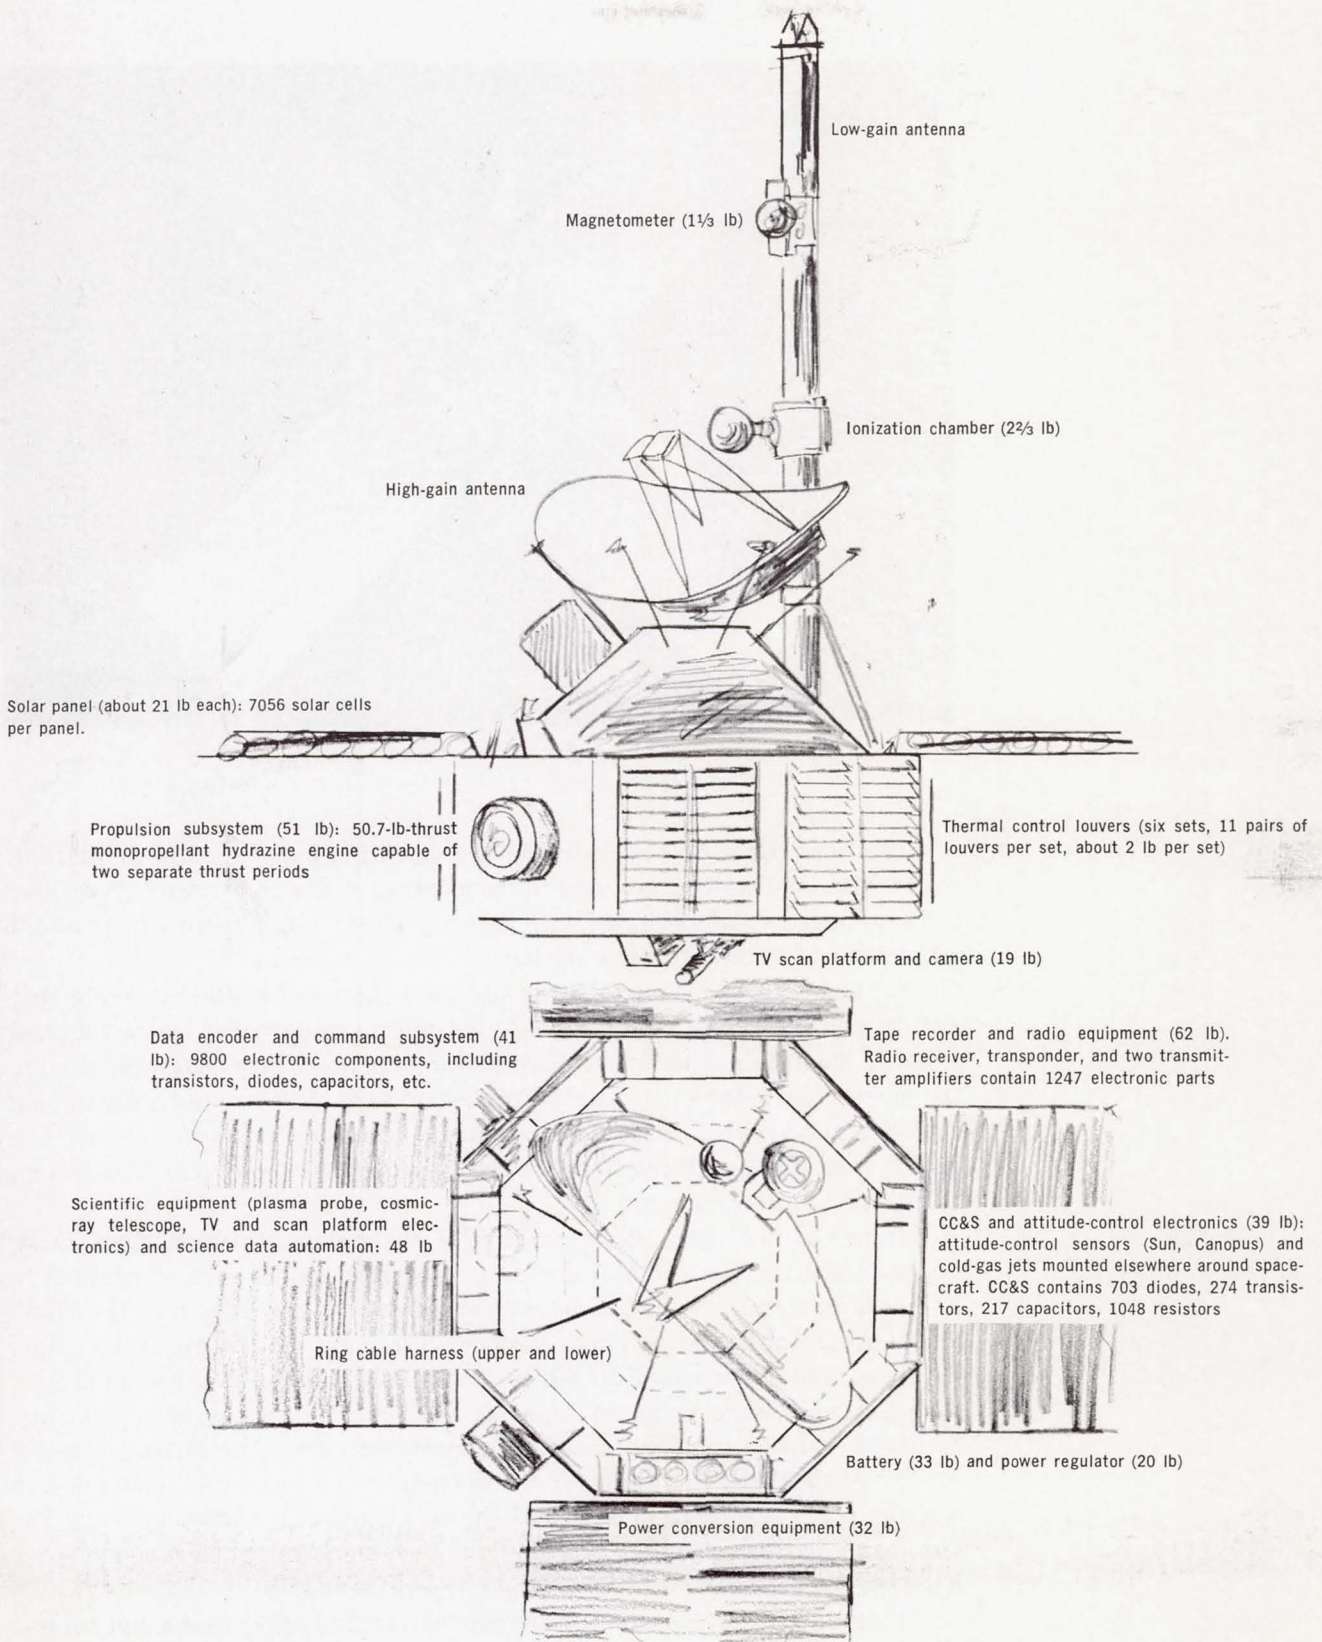 Low-gain antenna
Magnetometer (1⅓ lb)
Ionization chamber (2⅔ lb)
High-gain antenna
Solar panel (about 21 lb each): 7056 solar cells
per panel.
Propulsion subsystem (51 lb): 50.7-lb-thrust
monopropellant hydrazine engine capable of
two separate thrust periods
Thermal control louvers (six sets, 11 pairs of
louvers per set, about 2 lb per set)
TV scan platform and camera (19 lb)
Data encoder and command subsystem (41
lb): 9800 electronic components, including
transistors, diodes, capacitors, etc.
Tape recorder and radio equipment (62 lb).
Radio receiver, transponder, and two transmit-
ter amplifiers contain 1247 electronic parts
Scientific equipment (plasma probe, cosmic-
ray telescope, TV and scan platform elec-
tronics) and science data automation: 48 lb
CC&S and attitude-control electronics (39 lb):
attitude-control sensors (Sun, Canopus) and
cold-gas jets mounted elsewhere around space-
craft. CC&S contains 703 diodes, 274 transis-
tors, 217 capacitors, 1048 resistors
Ring cable harness (upper and lower)
Battery (33 lb) and power regulator (20 lb)
Power conversion equipment (32 lb)